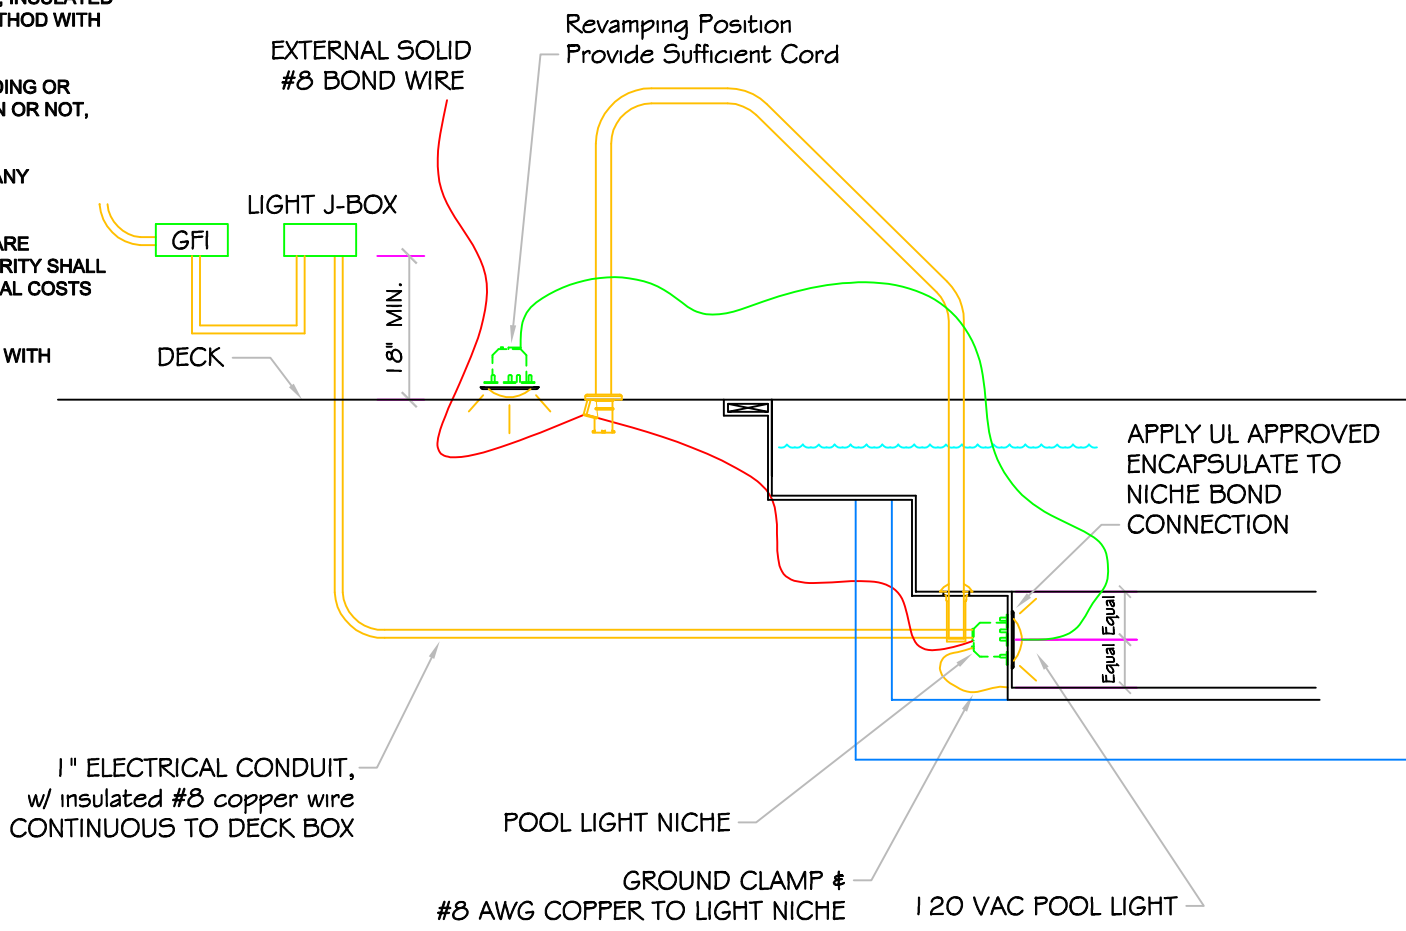 INSULATED
THOD WITH
DING OR
N OR NOT,
ANY
ARE
RITY SHALL
AL COSTS
WITH
Revamping Position
Provide Sufficient Cord
EXTERNAL SOLID
#8 BOND WIRE
LIGHT J-BOX
GFI
18" MIN.
DECK
APPLY UL APPROVED
ENCAPSULATE TO
NICHE BOND
CONNECTION
Equal
Equal
1" ELECTRICAL CONDUIT,
w/ insulated #8 copper wire
CONTINUOUS TO DECK BOX
POOL LIGHT NICHE
GROUND CLAMP &
#8 AWG COPPER TO LIGHT NICHE
120 VAC POOL LIGHT